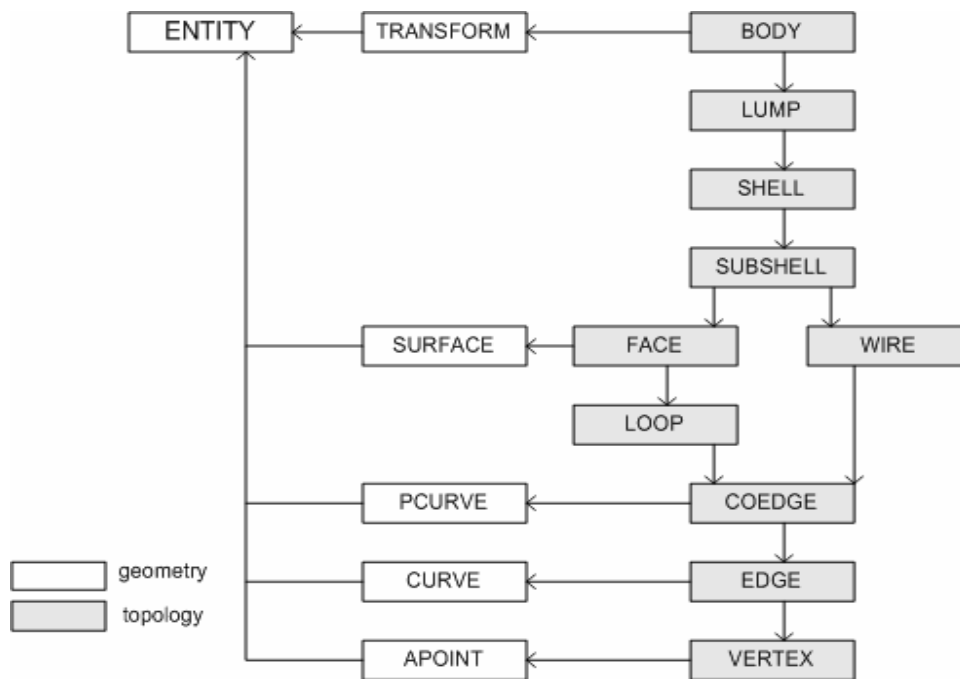 ENTITY
TRANSFORM
BODY
LUMP
SHELL
SUBSHELL
SURFACE
FACE
WIRE
LOOP
PCURVE
COEDGE
geometry
CURVE
EDGE
topology
APOINT
VERTEX